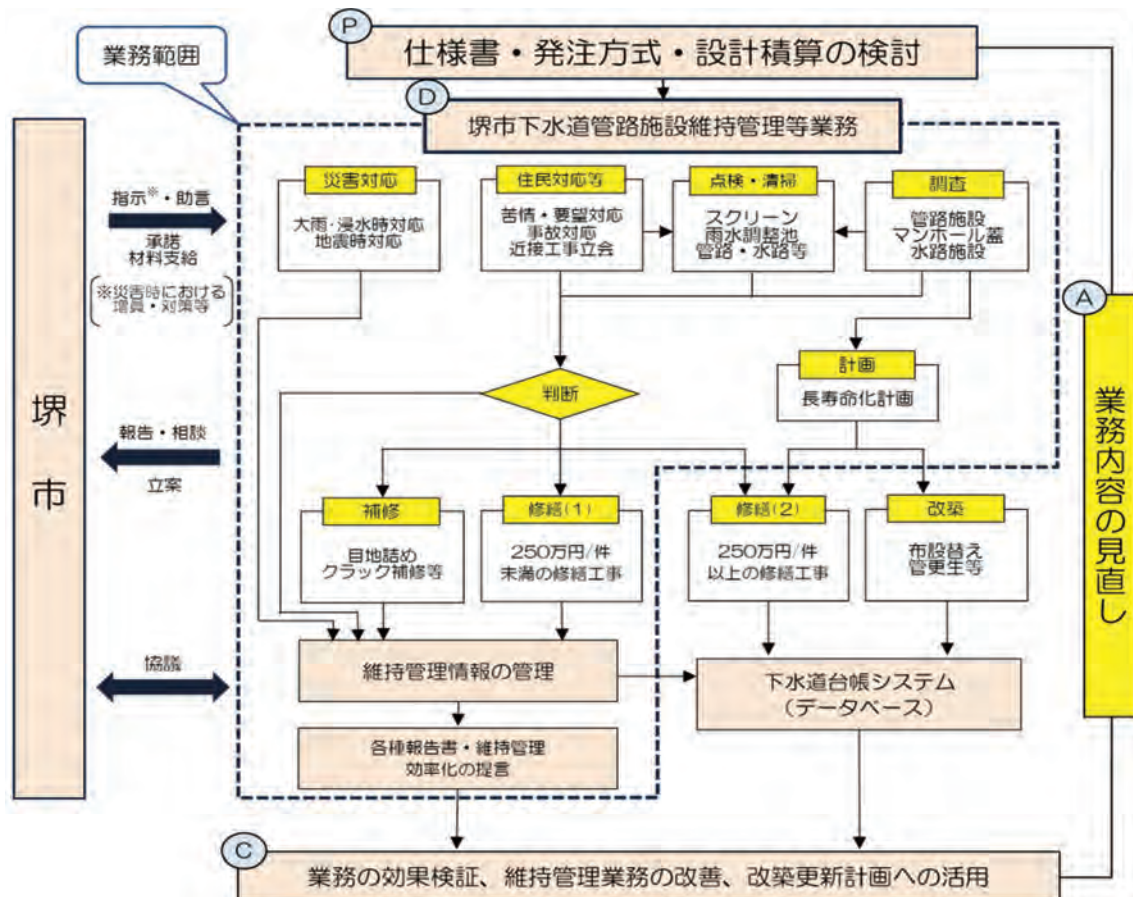 P
仕様書・発注方式・設計積算の検討
業務範囲
D
堺市下水道管路施設維持管理等業務
堺市
指示※・助言
承諾
材料支給
※災害時における
増員・対策等
報告・相談
立案
協議
災害対応
大雨・浸水時対応
地震時対応
住民対応等
苦情・要望対応
事故対応
近接工事立会
点検・清掃
スクリーン
雨水調整池
管路・水路等
調査
管路施設
マンホール蓋
水路施設
判断
計画
長寿命化計画
補修
目地詰め
クラック補修等
修繕(1)
250万円/件
未満の修繕工事
修繕(2)
250万円/件
以上の修繕工事
改築
布設替え
管更生等
維持管理情報の管理
下水道台帳システム
(データベース)
各種報告書・維持管理
効率化の提言
A
業務内容の見直し
C
業務の効果検証、維持管理業務の改善、改築更新計画への活用